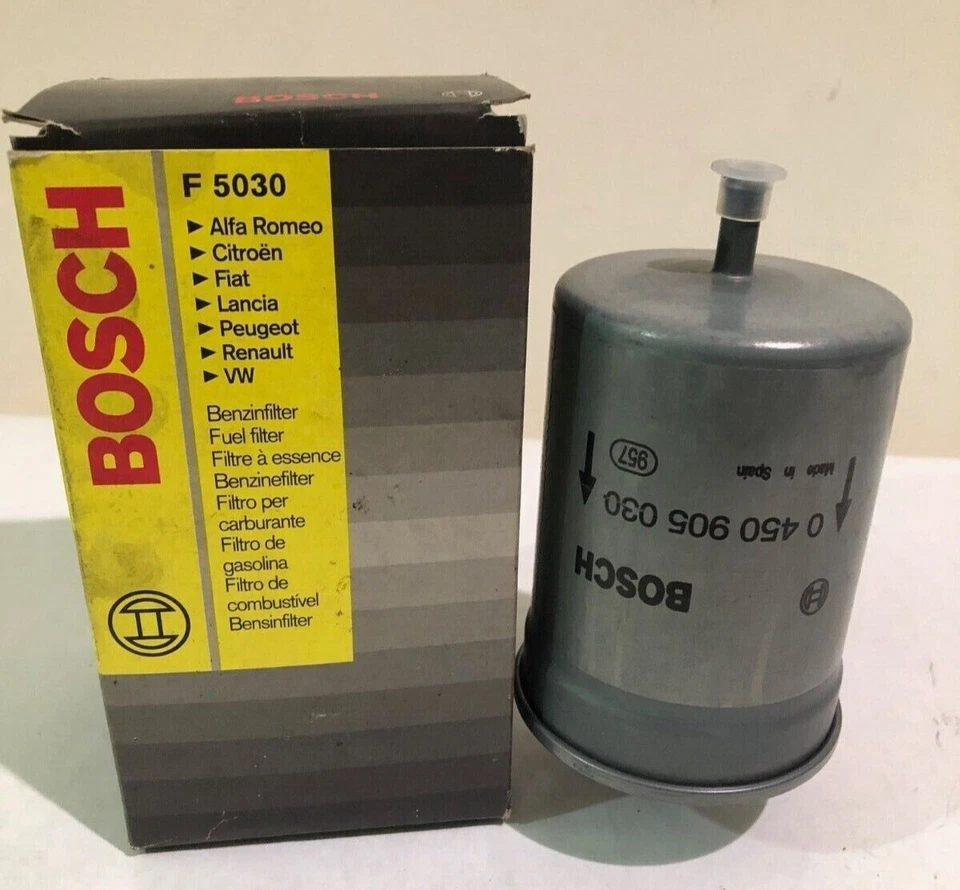 BOSCH
BOSCH
F 5030
► Alfa Romeo
► Citroën
► Fiat
► Lancia
► Peugeot
► Renault
► VW
Benzinfilter
Fuel filter
Filtre à essence
Benzinefilter
Filtro per
carburante
Filtro de
gasolina
Filtro de
combustível
Bensinfilter
BOSCH
0 450 905 030
Made in Spain
957